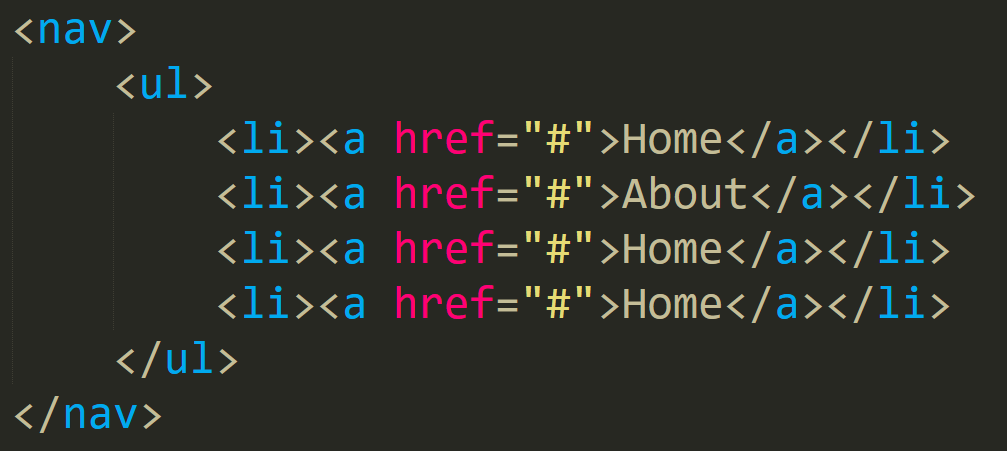 <nav>
    <ul>
        <li><a href="#">Home</a></li>
        <li><a href="#">About</a></li>
        <li><a href="#">Home</a></li>
        <li><a href="#">Home</a></li>
    </ul>
</nav>